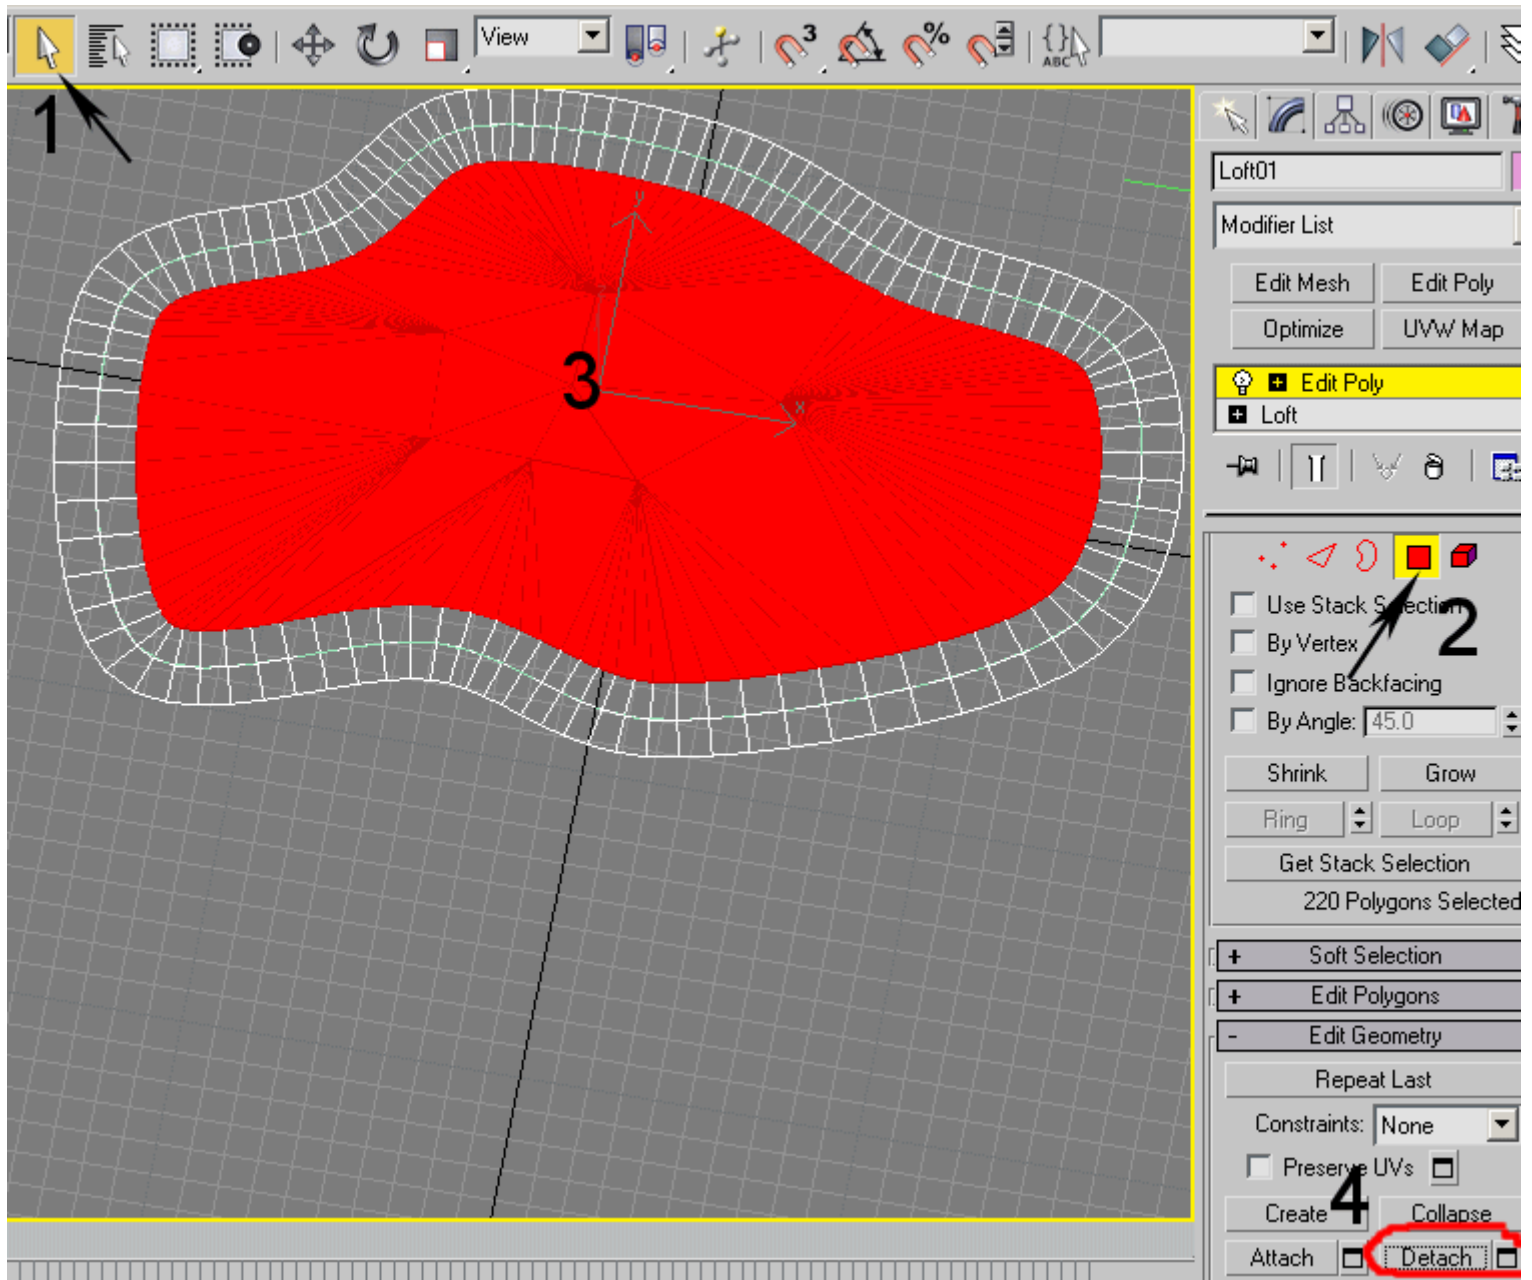 View
3
%
{}
ABC
1
y
x
3
Loft01
Modifier List
Edit Mesh
Edit Poly
Optimize
UVW Map
Edit Poly
Loft
Use Stack Selection
2
By Vertex
Ignore Backfacing
By Angle: 45.0
Shrink
Grow
Ring
Loop
Get Stack Selection
220 Polygons Selected
+ Soft Selection
+ Edit Polygons
- Edit Geometry
Repeat Last
Constraints: None
Preserve UVs
4
Create
Collapse
Attach
Detach